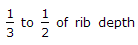 1/3 to 1/2 of rib depth